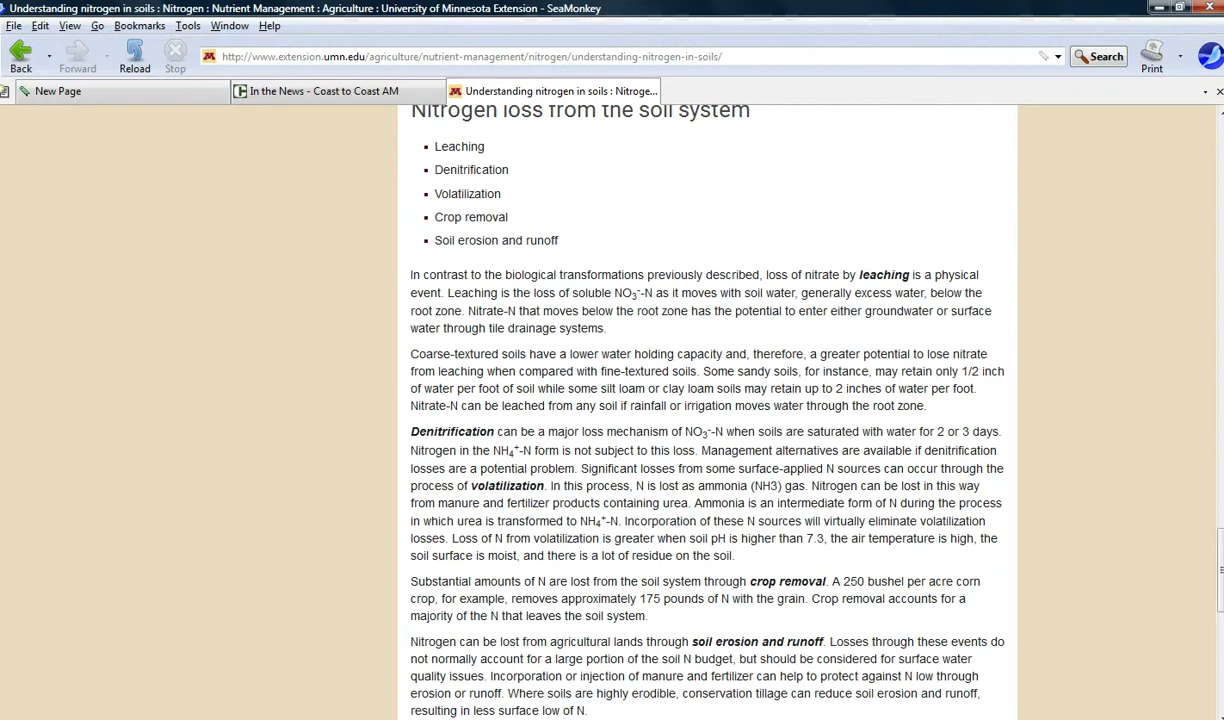 Understanding nitrogen in soils : Nitrogen : Nutrient Management : Agriculture : University of Minnesota Extension - SeaMonkey
File Edit View Go Bookmarks Tools Window Help
Back Forward Reload Stop http://www.extension.umn.edu/agriculture/nutrient-management/nitrogen/understanding-nitrogen-in-soils/ Search Print
New Page In the News - Coast to Coast AM Understanding nitrogen in soils : Nitroge...
Nitrogen loss from the soil system
Leaching
Denitrification
Volatilization
Crop removal
Soil erosion and runoff
In contrast to the biological transformations previously described, loss of nitrate by leaching is a physical
event. Leaching is the loss of soluble NO3--N as it moves with soil water, generally excess water, below the
root zone. Nitrate-N that moves below the root zone has the potential to enter either groundwater or surface
water through tile drainage systems.
Coarse-textured soils have a lower water holding capacity and, therefore, a greater potential to lose nitrate
from leaching when compared with fine-textured soils. Some sandy soils, for instance, may retain only 1/2 inch
of water per foot of soil while some silt loam or clay loam soils may retain up to 2 inches of water per foot.
Nitrate-N can be leached from any soil if rainfall or irrigation moves water through the root zone.
Denitrification can be a major loss mechanism of NO3--N when soils are saturated with water for 2 or 3 days.
Nitrogen in the NH4+-N form is not subject to this loss. Management alternatives are available if denitrification
losses are a potential problem. Significant losses from some surface-applied N sources can occur through the
process of volatilization. In this process, N is lost as ammonia (NH3) gas. Nitrogen can be lost in this way
from manure and fertilizer products containing urea. Ammonia is an intermediate form of N during the process
in which urea is transformed to NH4+-N. Incorporation of these N sources will virtually eliminate volatilization
losses. Loss of N from volatilization is greater when soil pH is higher than 7.3, the air temperature is high, the
soil surface is moist, and there is a lot of residue on the soil.
Substantial amounts of N are lost from the soil system through crop removal. A 250 bushel per acre corn
crop, for example, removes approximately 175 pounds of N with the grain. Crop removal accounts for a
majority of the N that leaves the soil system.
Nitrogen can be lost from agricultural lands through soil erosion and runoff. Losses through these events do
not normally account for a large portion of the soil N budget, but should be considered for surface water
quality issues. Incorporation or injection of manure and fertilizer can help to protect against N low through
erosion or runoff. Where soils are highly erodible, conservation tillage can reduce soil erosion and runoff,
resulting in less surface low of N.